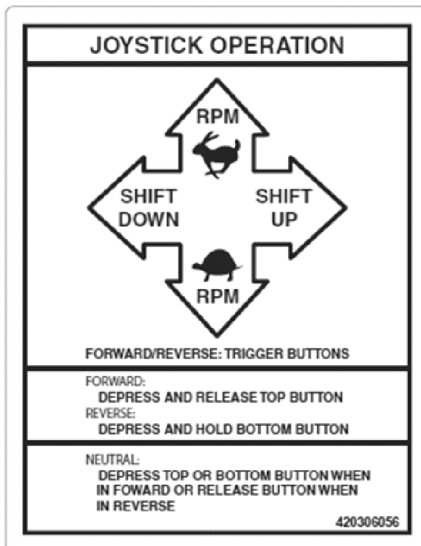 JOYSTICK OPERATION
RPM
SHIFT DOWN
SHIFT UP
RPM
FORWARD/REVERSE: TRIGGER BUTTONS
FORWARD:
DEPRESS AND RELEASE TOP BUTTON
REVERSE:
DEPRESS AND HOLD BOTTOM BUTTON
NEUTRAL:
DEPRESS TOP OR BOTTOM BUTTON WHEN
IN FOWARD OR RELEASE BUTTON WHEN
IN REVERSE
420306056